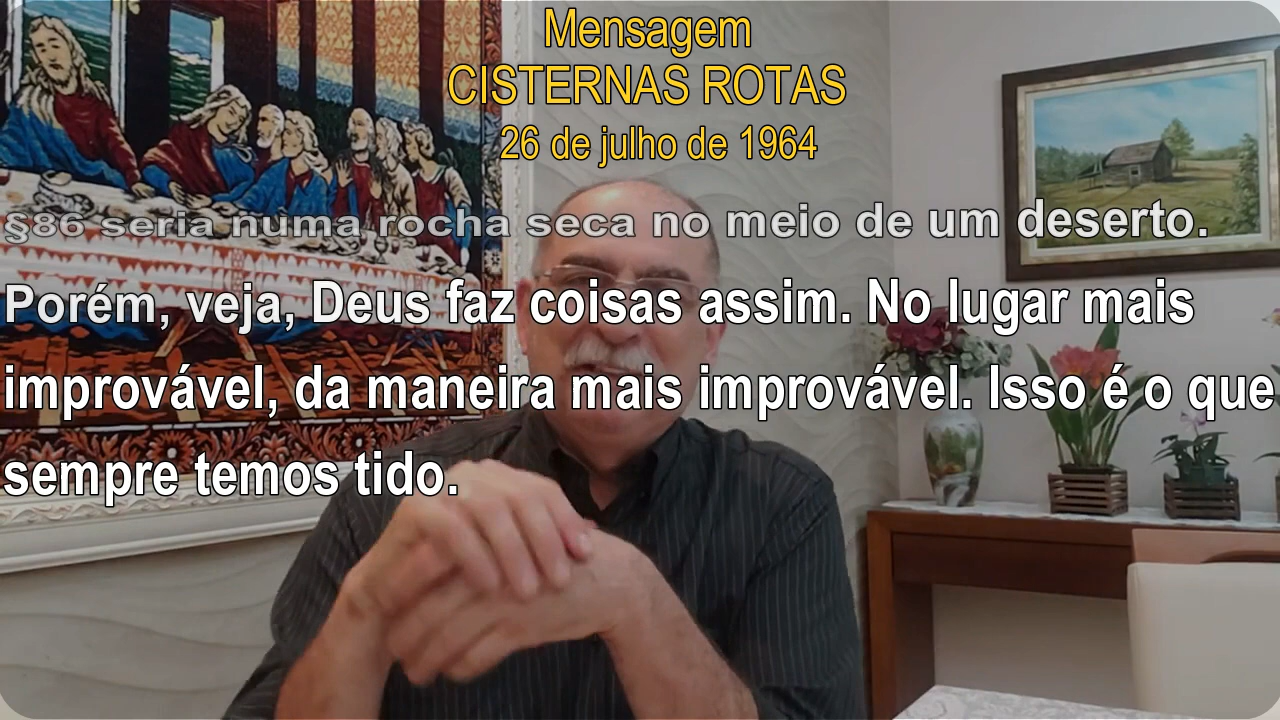 Mensagem
CISTERNAS ROTAS
26 de julho de 1964
§86 seria numa rocha seca no meio de um deserto.
Porém, veja, Deus faz coisas assim. No lugar mais
improvável, da maneira mais improvável. Isso é o que
sempre temos tido.